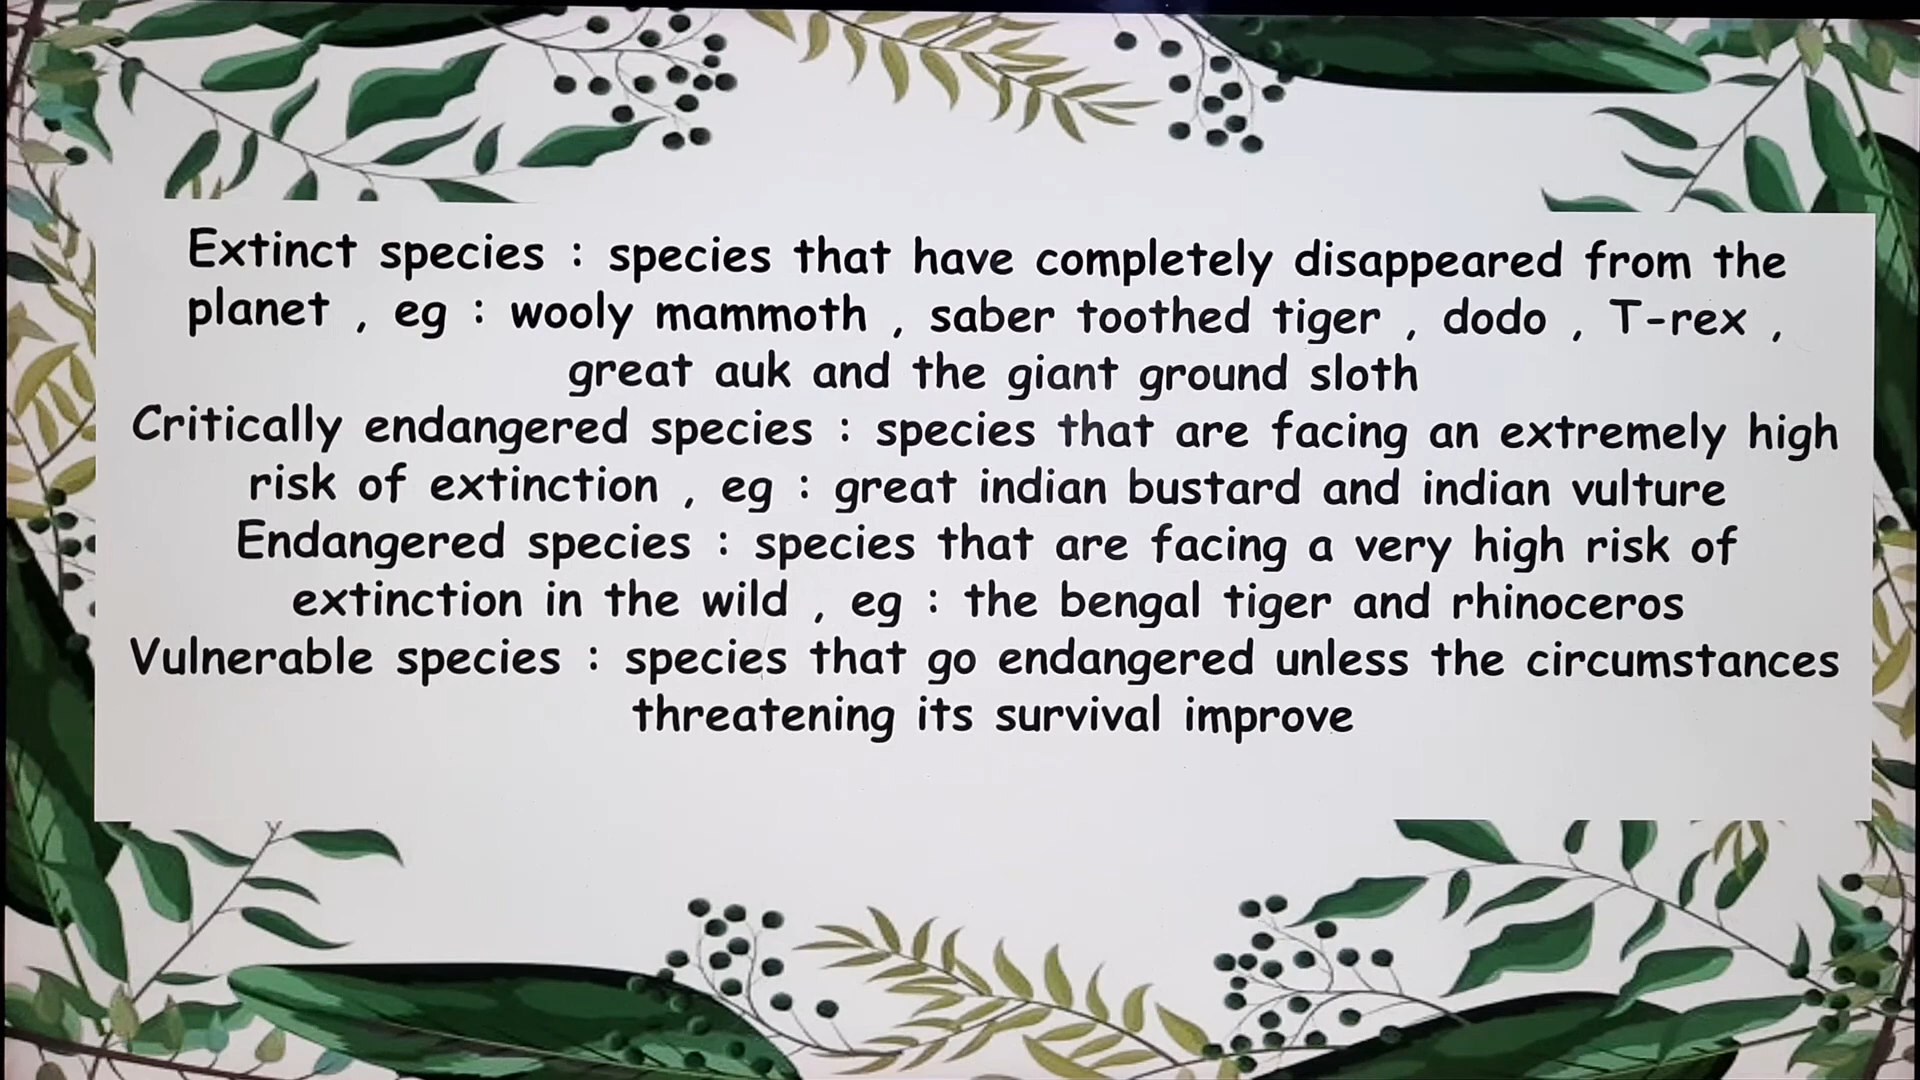 Extinct species : species that have completely disappeared from the
planet , eg : wooly mammoth , saber toothed tiger , dodo , T-rex ,
great auk and the giant ground sloth
Critically endangered species : species that are facing an extremely high
risk of extinction , eg : great indian bustard and indian vulture
Endangered species : species that are facing a very high risk of
extinction in the wild , eg : the bengal tiger and rhinoceros
Vulnerable species : species that go endangered unless the circumstances
threatening its survival improve